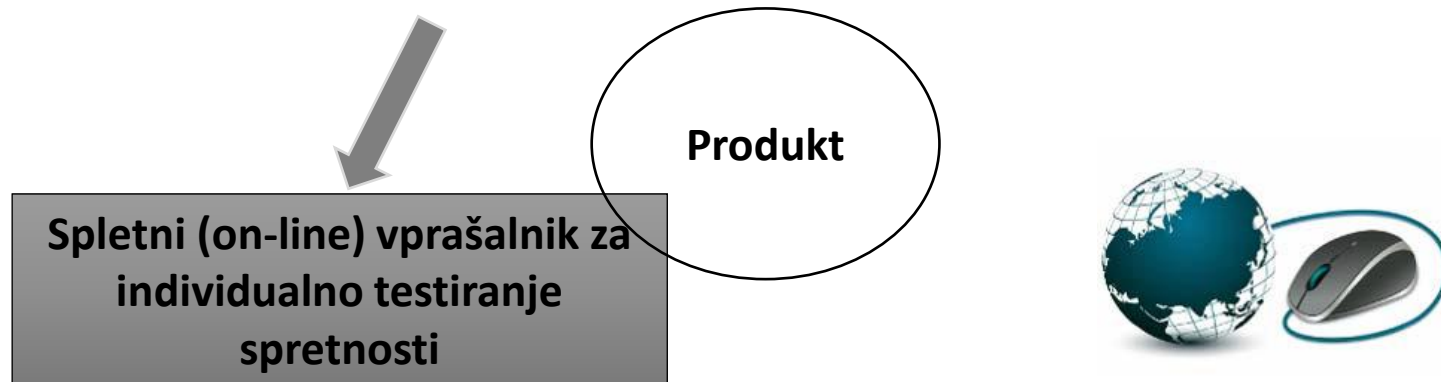 Produkt
Spletni (on-line) vprašalnik za
individualno testiranje
spretnosti